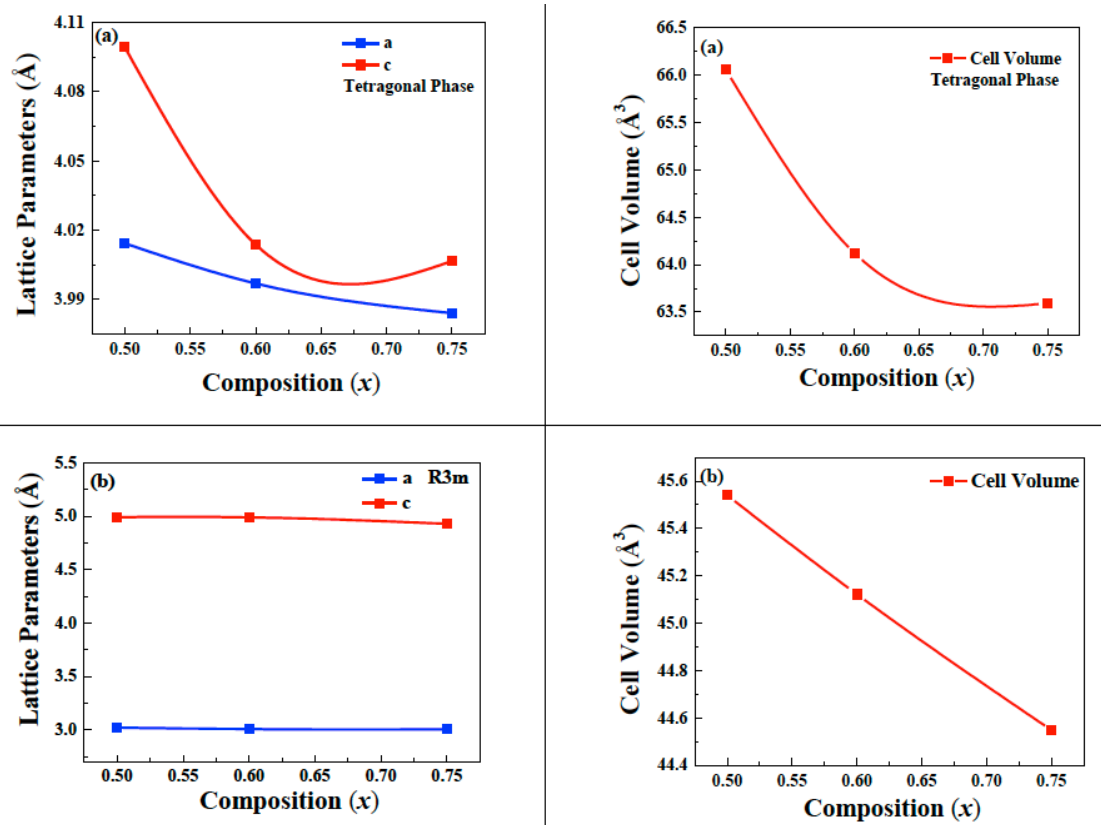 (a)
a
c
Tetragonal Phase
4.11
4.08
4.05
4.02
3.99
0.50 0.55 0.60 0.65 0.70 0.75
Lattice Parameters (Å)
Composition (x)
(a)
Cell Volume
Tetragonal Phase
66.5
66.0
65.5
65.0
64.5
64.0
63.5
0.50 0.55 0.60 0.65 0.70 0.75
Cell Volume (Å³)
Composition (x)
(b)
a R3m
c
5.5
5.0
4.5
4.0
3.5
3.0
0.50 0.55 0.60 0.65 0.70 0.75
Lattice Parameters (Å)
Composition (x)
(b)
Cell Volume
45.6
45.4
45.2
45.0
44.8
44.6
44.4
0.50 0.55 0.60 0.65 0.70 0.75
Cell Volume (Å³)
Composition (x)